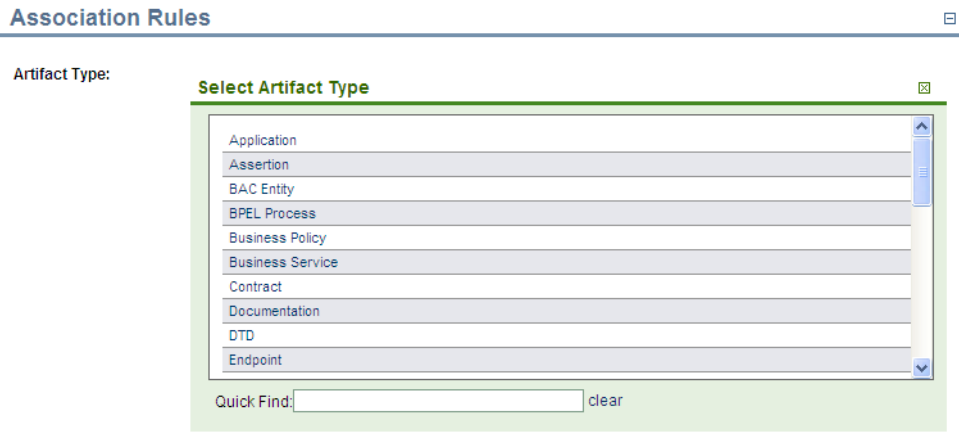 Association Rules
Artifact Type:
Select Artifact Type
Application
Assertion
BAC Entity
BPEL Process
Business Policy
Business Service
Contract
Documentation
DTD
Endpoint
Quick Find: clear